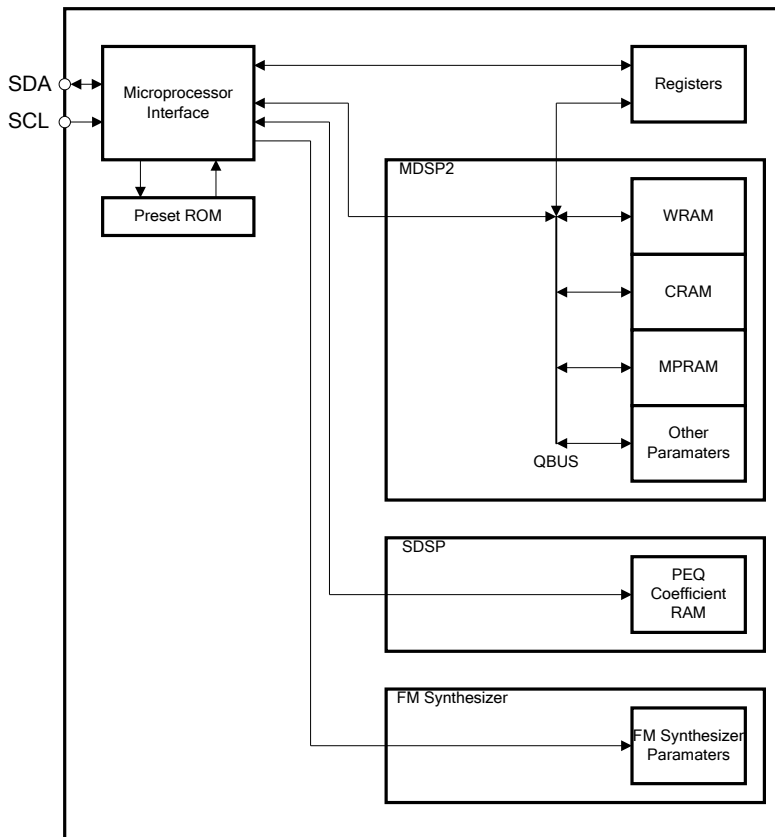 SDA
SCL
Microprocessor
Interface
Registers
Preset ROM
MDSP2
WRAM
CRAM
MPRAM
Other
Paramaters
QBUS
SDSP
PEQ
Coefficient
RAM
FM Synthesizer
FM Synthesizer
Paramaters